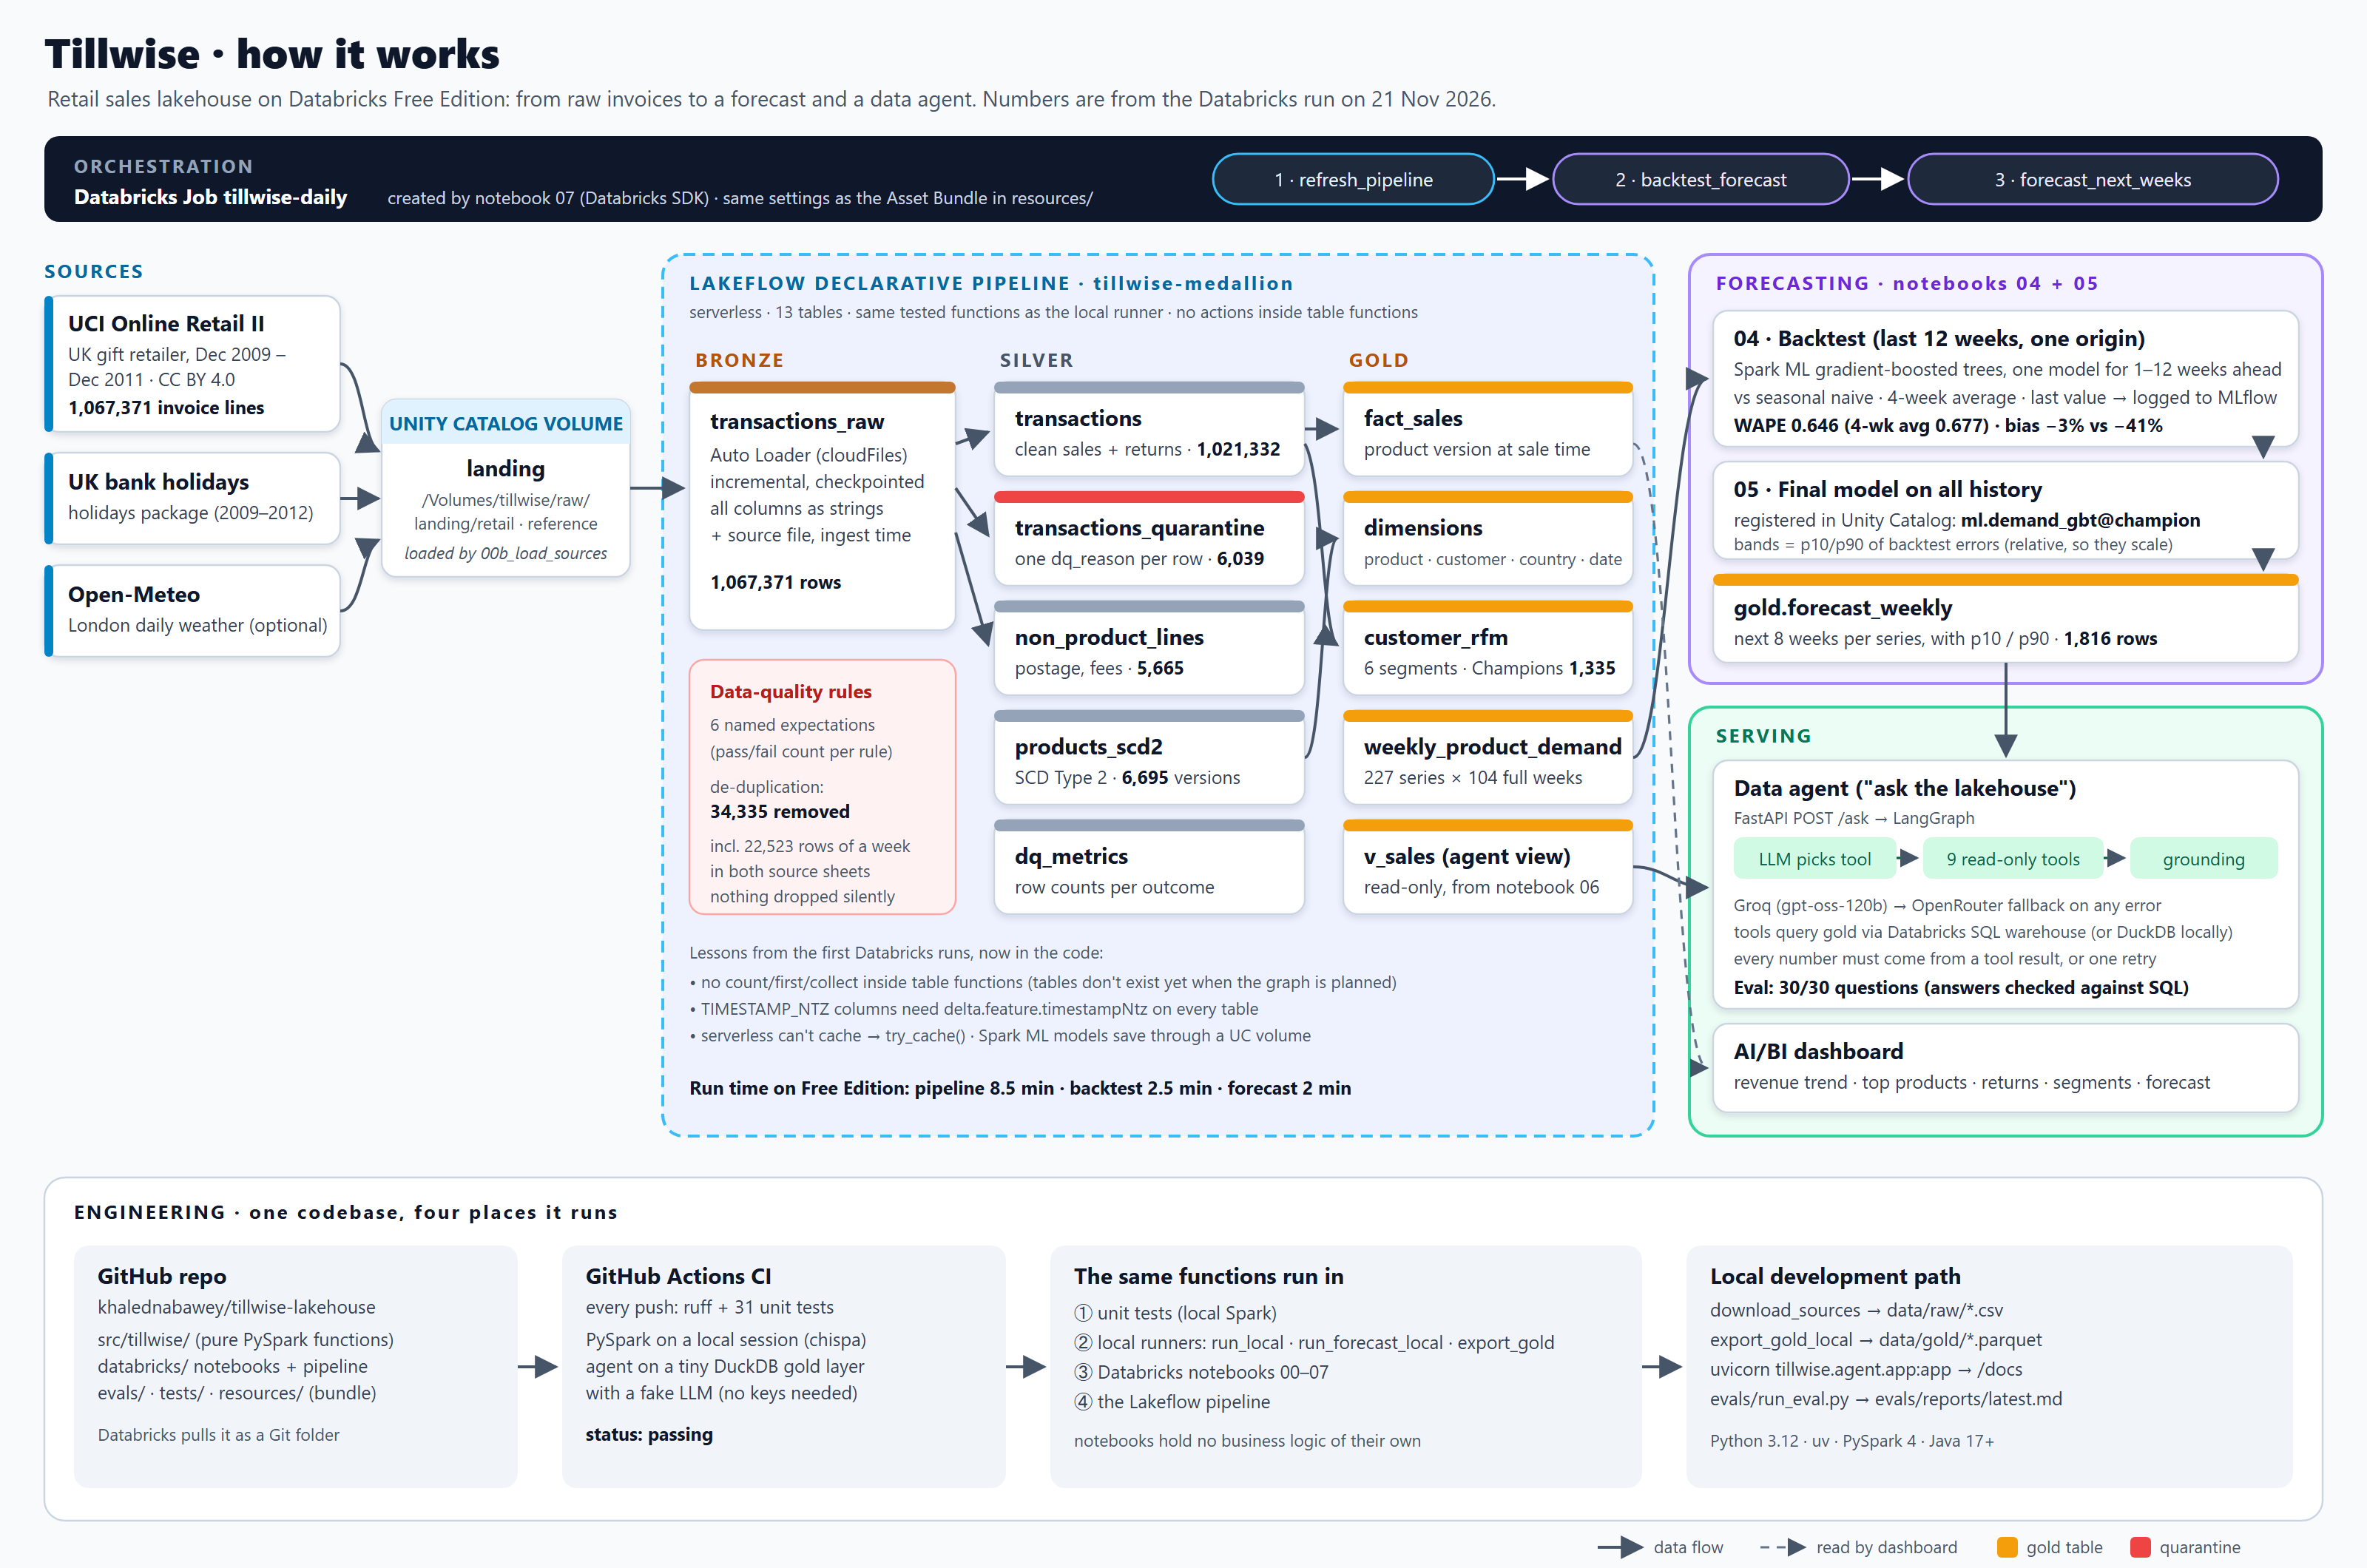 Tillwise · how it works
Retail sales lakehouse on Databricks Free Edition: from raw invoices to a forecast and a data agent. Numbers are from the Databricks run on 21 Nov 2026.
ORCHESTRATION
Databricks Job tillwise-daily
created by notebook 07 (Databricks SDK) · same settings as the Asset Bundle in resources/
1 · refresh_pipeline
2 · backtest_forecast
3 · forecast_next_weeks
SOURCES
UCI Online Retail II
UK gift retailer, Dec 2009 –
Dec 2011 · CC BY 4.0
1,067,371 invoice lines
UK bank holidays
holidays package (2009–2012)
Open-Meteo
London daily weather (optional)
UNITY CATALOG VOLUME
landing
/Volumes/tillwise/raw/
landing/retail · reference
loaded by 00b_load_sources
LAKEFLOW DECLARATIVE PIPELINE · tillwise-medallion
serverless · 13 tables · same tested functions as the local runner · no actions inside table functions
BRONZE
transactions_raw
Auto Loader (cloudFiles)
incremental, checkpointed
all columns as strings
+ source file, ingest time
1,067,371 rows
Data-quality rules
6 named expectations
(pass/fail count per rule)
de-duplication:
34,335 removed
incl. 22,523 rows of a week
in both source sheets
nothing dropped silently
SILVER
transactions
clean sales + returns · 1,021,332
transactions_quarantine
one dq_reason per row · 6,039
non_product_lines
postage, fees · 5,665
products_scd2
SCD Type 2 · 6,695 versions
dq_metrics
row counts per outcome
GOLD
fact_sales
product version at sale time
dimensions
product · customer · country · date
customer_rfm
6 segments · Champions 1,335
weekly_product_demand
227 series × 104 full weeks
v_sales (agent view)
read-only, from notebook 06
Lessons from the first Databricks runs, now in the code:
• no count/first/collect inside table functions (tables don't exist yet when the graph is planned)
• TIMESTAMP_NTZ columns need delta.feature.timestampNtz on every table
• serverless can't cache → try_cache() · Spark ML models save through a UC volume
Run time on Free Edition: pipeline 8.5 min · backtest 2.5 min · forecast 2 min
FORECASTING · notebooks 04 + 05
04 · Backtest (last 12 weeks, one origin)
Spark ML gradient-boosted trees, one model for 1–12 weeks ahead
vs seasonal naive · 4-week average · last value → logged to MLflow
WAPE 0.646 (4-wk avg 0.677) · bias −3% vs −41%
05 · Final model on all history
registered in Unity Catalog: ml.demand_gbt@champion
bands = p10/p90 of backtest errors (relative, so they scale)
gold.forecast_weekly
next 8 weeks per series, with p10 / p90 · 1,816 rows
SERVING
Data agent ("ask the lakehouse")
FastAPI POST /ask → LangGraph
LLM picks tool
9 read-only tools
grounding
Groq (gpt-oss-120b) → OpenRouter fallback on any error
tools query gold via Databricks SQL warehouse (or DuckDB locally)
every number must come from a tool result, or one retry
Eval: 30/30 questions (answers checked against SQL)
AI/BI dashboard
revenue trend · top products · returns · segments · forecast
ENGINEERING · one codebase, four places it runs
GitHub repo
khalednabawey/tillwise-lakehouse
src/tillwise/ (pure PySpark functions)
databricks/ notebooks + pipeline
evals/ · tests/ · resources/ (bundle)
Databricks pulls it as a Git folder
GitHub Actions CI
every push: ruff + 31 unit tests
PySpark on a local session (chispa)
agent on a tiny DuckDB gold layer
with a fake LLM (no keys needed)
status: passing
The same functions run in
① unit tests (local Spark)
② local runners: run_local · run_forecast_local · export_gold
③ Databricks notebooks 00–07
④ the Lakeflow pipeline
notebooks hold no business logic of their own
Local development path
download_sources → data/raw/*.csv
export_gold_local → data/gold/*.parquet
uvicorn tillwise.agent.app:app → /docs
evals/run_eval.py → evals/reports/latest.md
Python 3.12 · uv · PySpark 4 · Java 17+
data flow
read by dashboard
gold table
quarantine